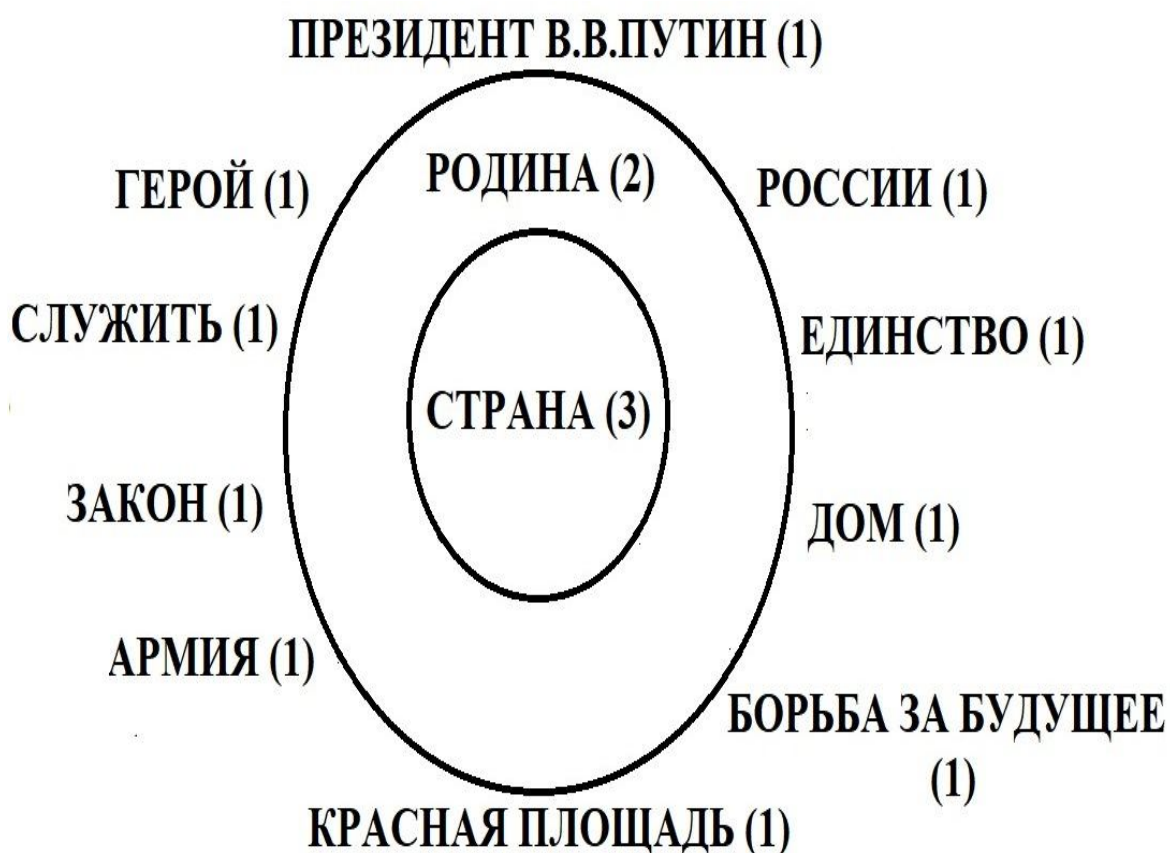 ПРЕЗИДЕНТ В.В.ПУТИН (1)
РОДИНА (2)
ГЕРОЙ (1)
РОССИИ (1)
СЛУЖИТЬ (1)
ЕДИНСТВО (1)
СТРАНА (3)
ЗАКОН (1)
ДОМ (1)
АРМИЯ (1)
БОРЬБА ЗА БУДУЩЕЕ
(1)
КРАСНАЯ ПЛОЩАДЬ (1)